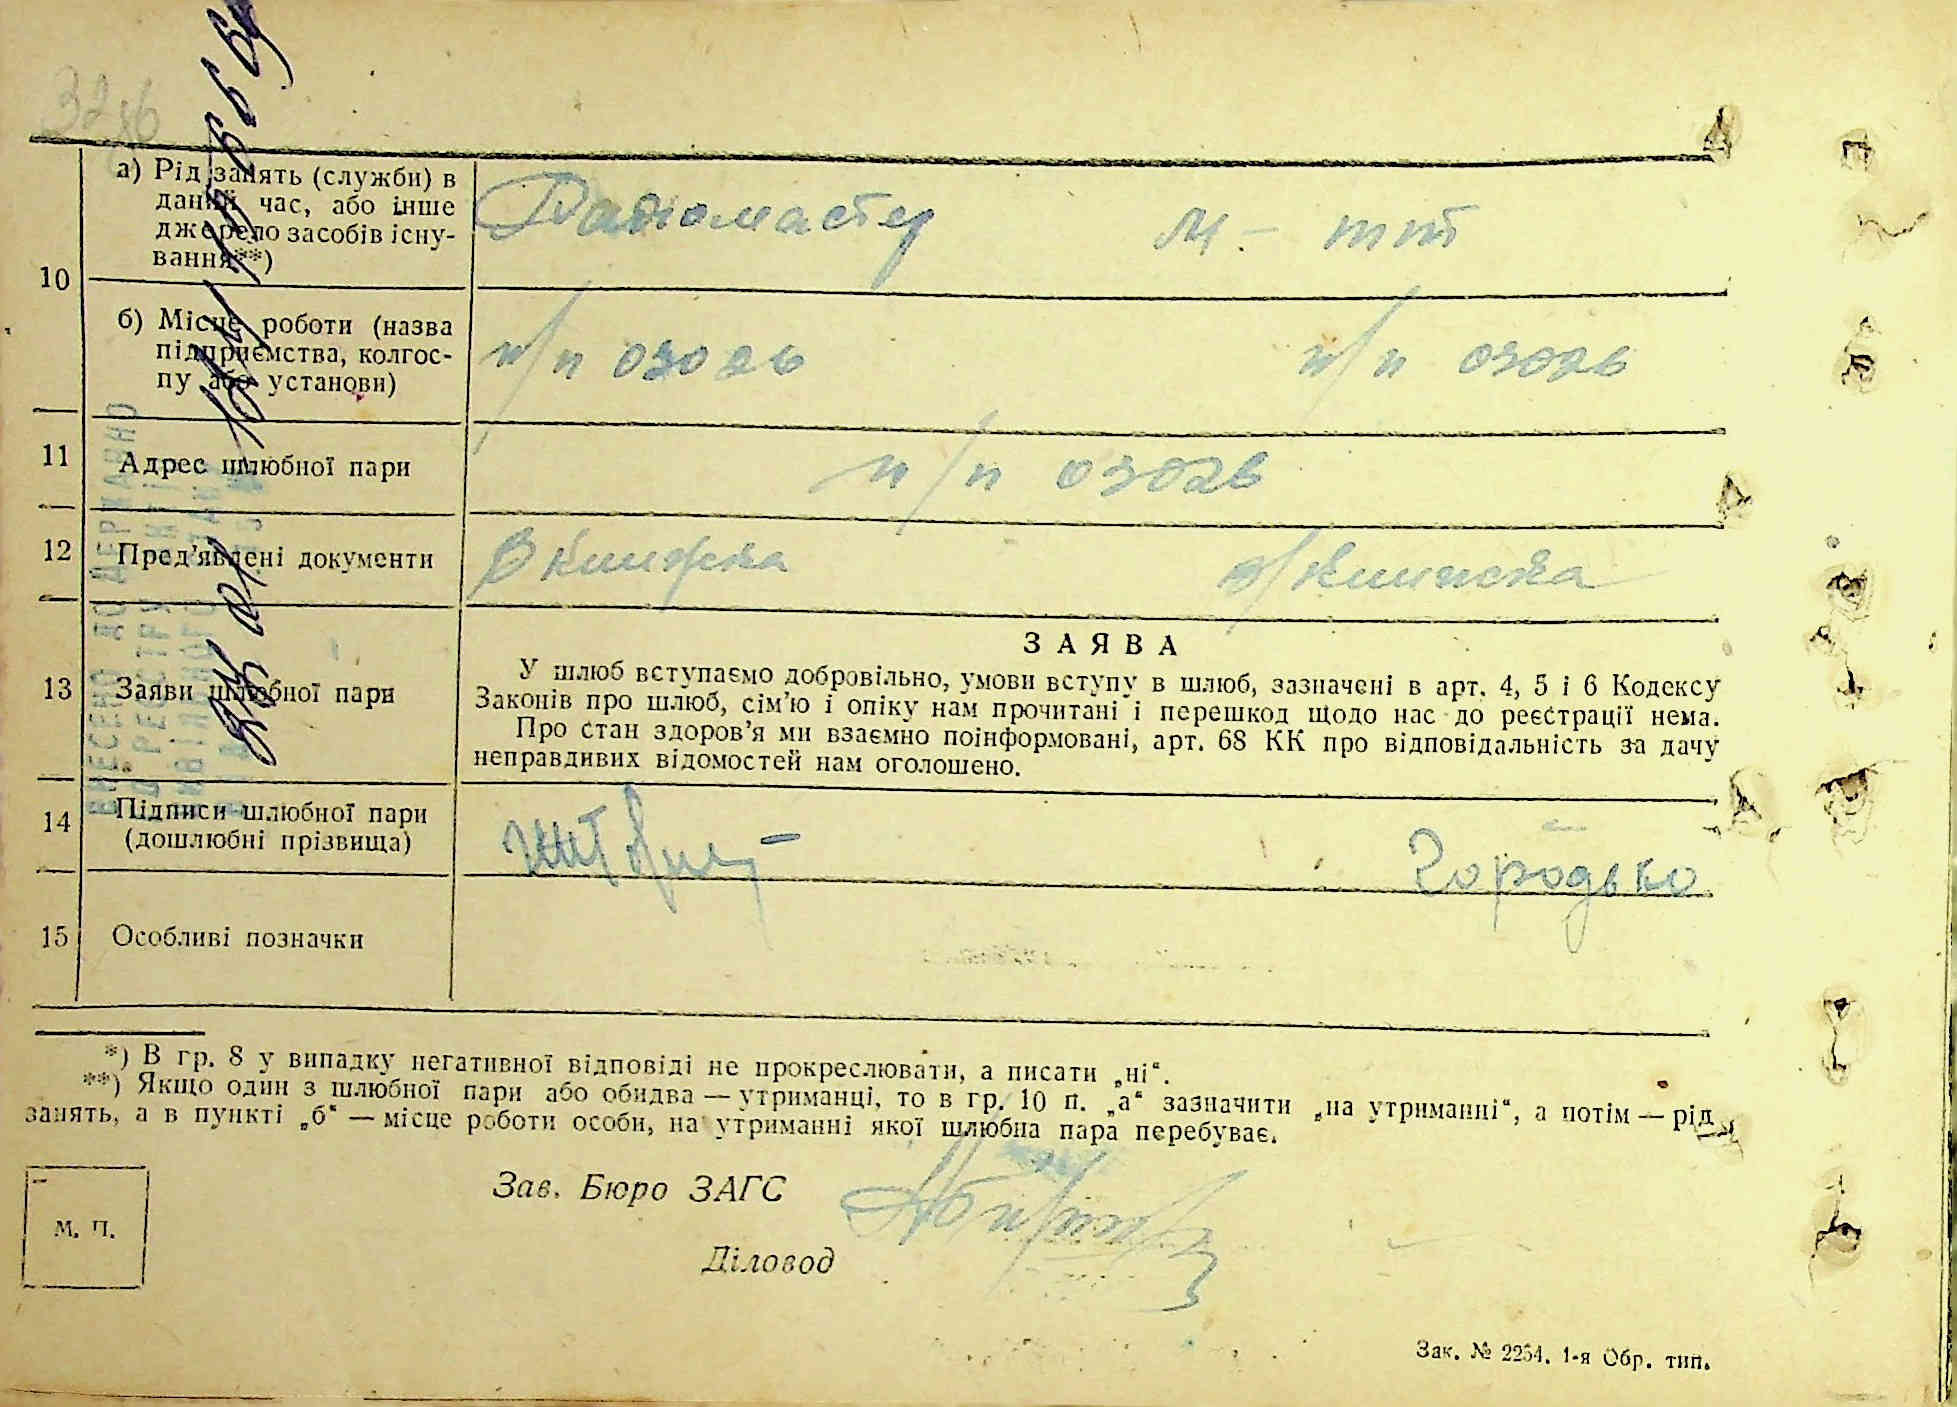 а) Рід занять (служби) в
даний час, або інше
джерело засобів існу-
вання**)
Радіомастер
10
б) Місце роботи (назва
підприємства, колгос-
пу або установи)
п/п 03026 п/п 03026
11 Адрес шлюбної пари п/п 03026
12 Пред’явлені документи
книжка книжка
ЗАЯВА
13 Заяви шлюбної пари
У шлюб вступаємо добровільно, умови вступу в шлюб, зазначені в арт. 4, 5 і 6 Кодексу
Законів про шлюб, сім’ю і опіку нам прочитані і перешкод щодо нас до реєстрації нема.
Про стан здоров’я ми взаємно поінформовані, арт. 68 КК про відповідальність за дачу
неправдивих відомостей нам оголошено.
14 Підписи шлюбної пари
(дошлюбні прізвища)
Городько
15 Особливі позначки
*) В гр. 8 у випадку негативної відповіді не прокреслювати, а писати „ні“.
**) Якщо один з шлюбної пари або обидва — утриманці, то в гр. 10 п. „а“ зазначити „на утриманні“, а потім — рід
занять, а в пункті „б“ — місце роботи особи, на утриманні якої шлюбна пара перебуває.
Зав. Бюро ЗАГС
М. П.
Діловод
Зак. № 2254. 1-я Обр. тип.